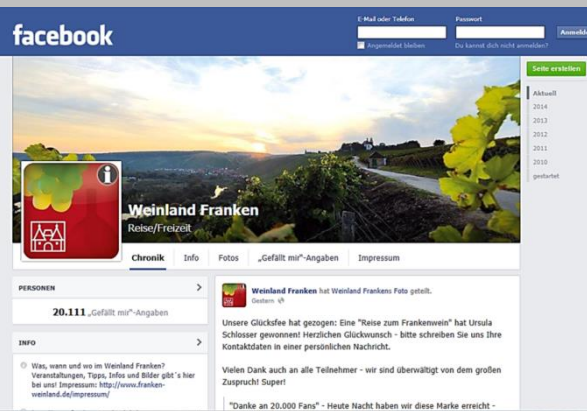 facebook
E-Mail oder Telefon
Passwort
Angemeldet bleiben
Du kannst dich nicht anmelden?
Anmelde
Seite erstellen
Aktuell
2014
2013
2012
2011
2010
gestartet
Weinland Franken
Reise/Freizeit
Chronik Info Fotos „Gefällt mir"-Angaben Impressum
PERSONEN
20.111 „Gefällt mir"-Angaben
INFO
Was, wann und wo im Weinland Franken?
Veranstaltungen, Tipps, Infos und Bilder gibt´s hier
bei uns! Impressum: http://www.franken-
weinland.de/impressum/
Weinland Franken hat Weinland Frankens Foto geteilt.
Gestern
Unsere Glücksfee hat gezogen: Eine "Reise zum Frankenwein" hat Ursula
Schlosser gewonnen! Herzlichen Glückwunsch - bitte schreiben Sie uns Ihre
Kontaktdaten in einer persönlichen Nachricht.
Vielen Dank auch an alle Teilnehmer - wir sind überwältigt von dem großen
Zuspruch! Super!
"Danke an 20.000 Fans" - Heute Nacht haben wir diese Marke erreicht -